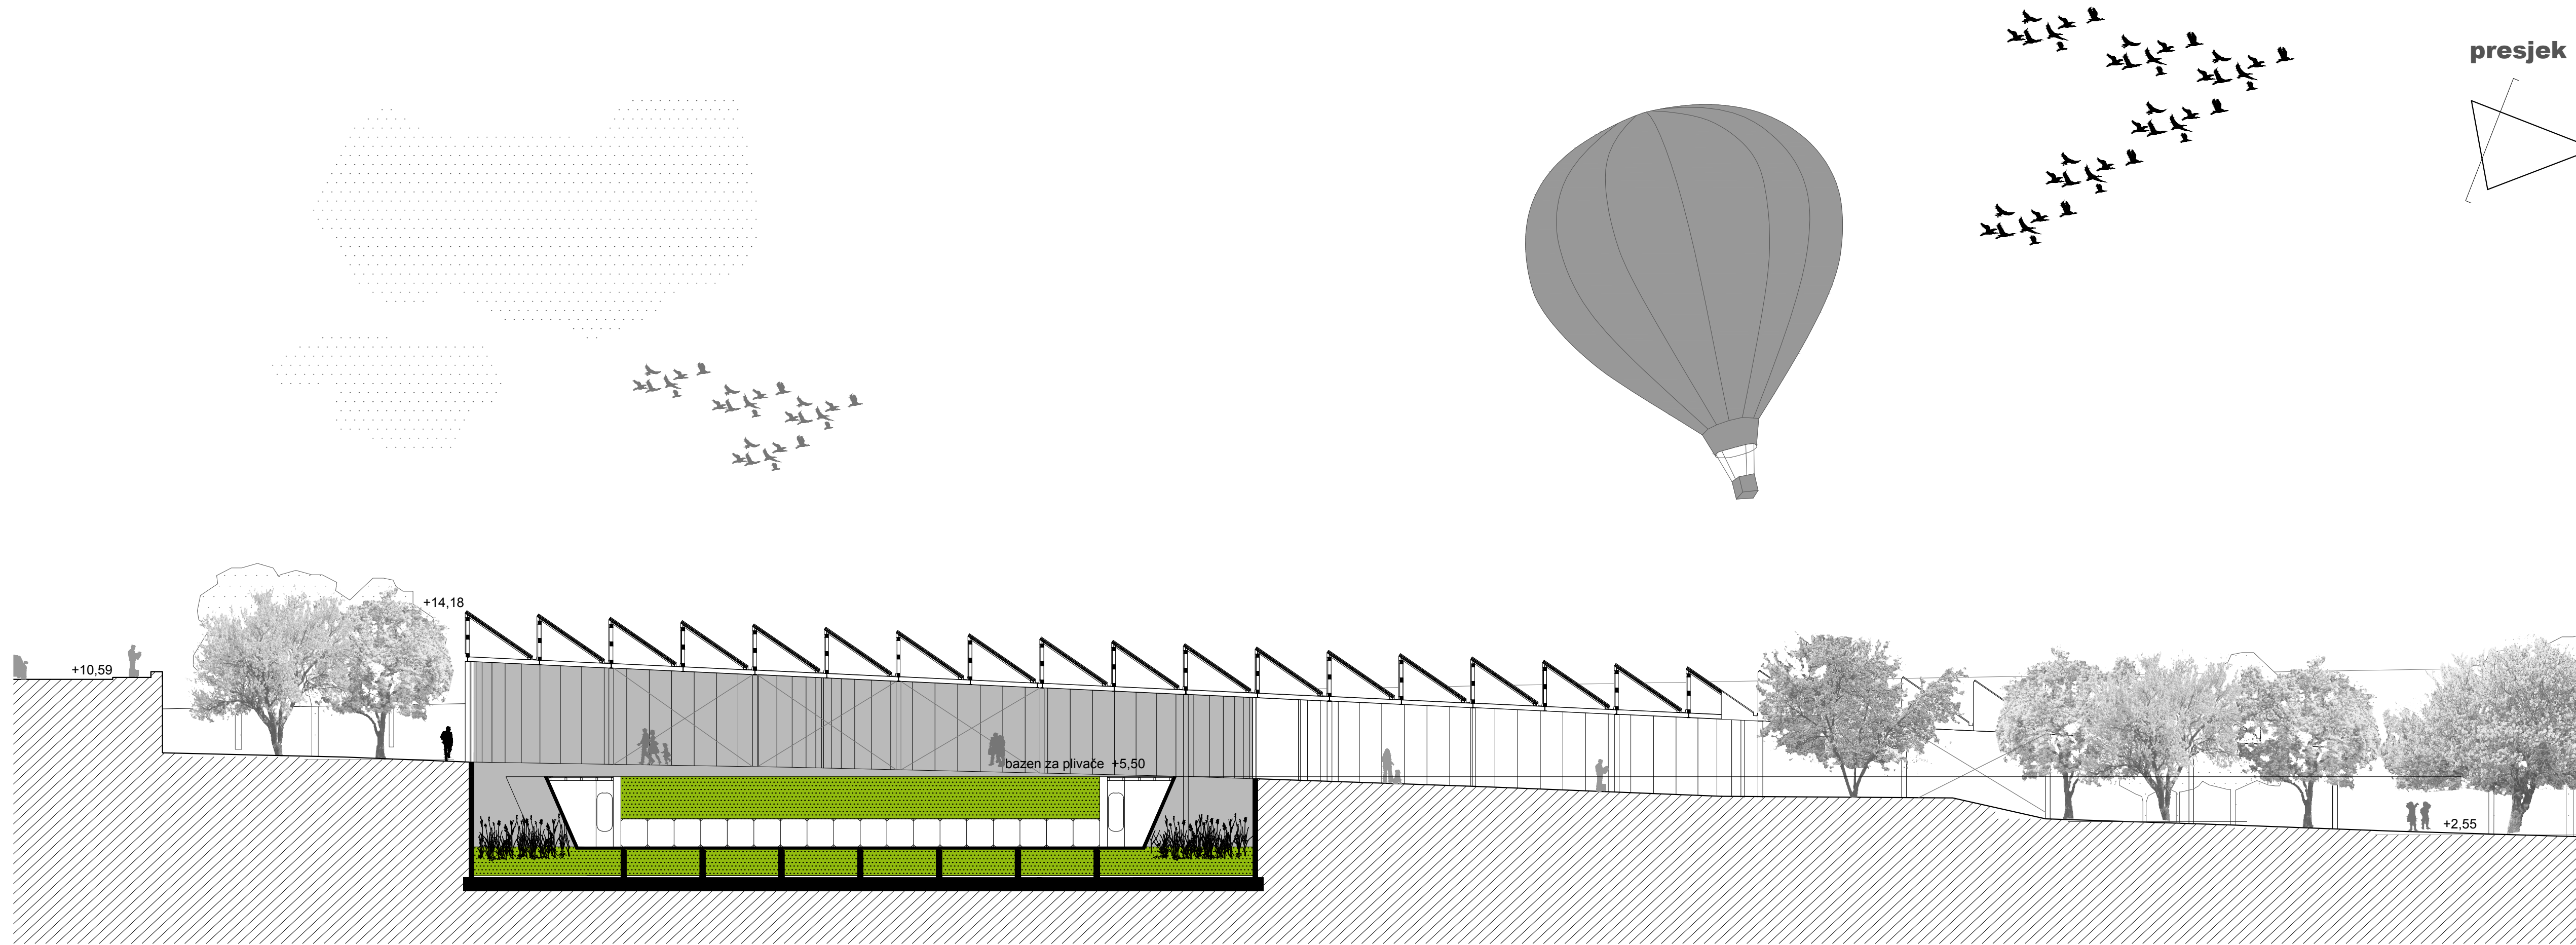 presjek
+14,18
+10,59
bazen za plivače +5,50
+2,55